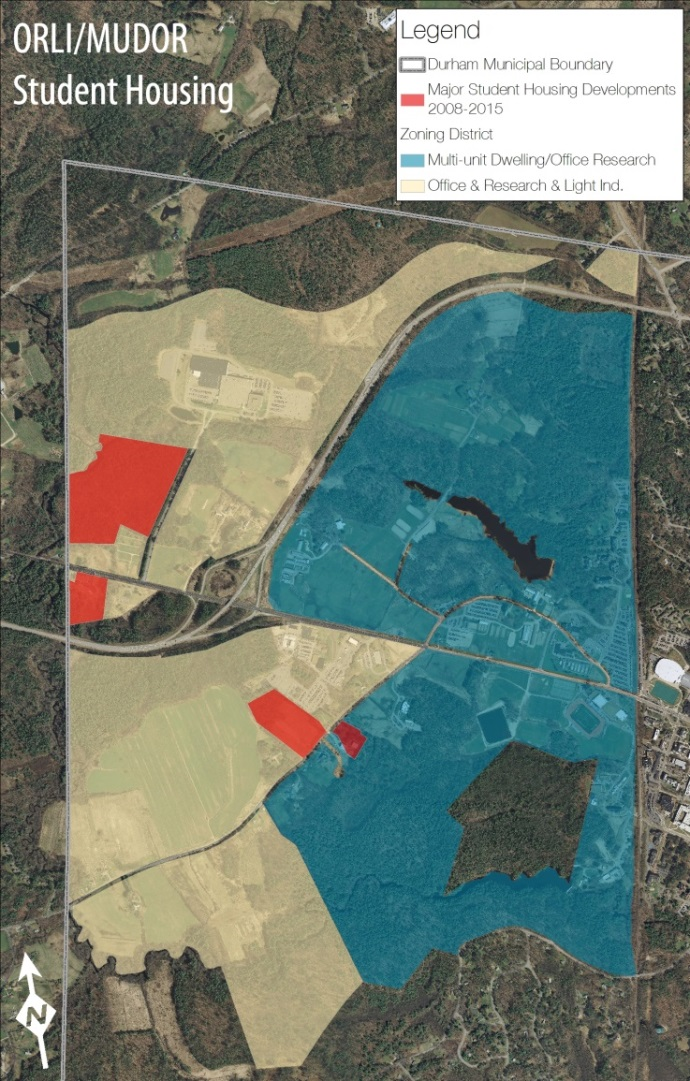 ORLI/MUDOR
Student Housing
Legend
Durham Municipal Boundary
Major Student Housing Developments
2008-2015
Zoning District
Multi-unit Dwelling/Office Research
Office & Research & Light Ind.
N